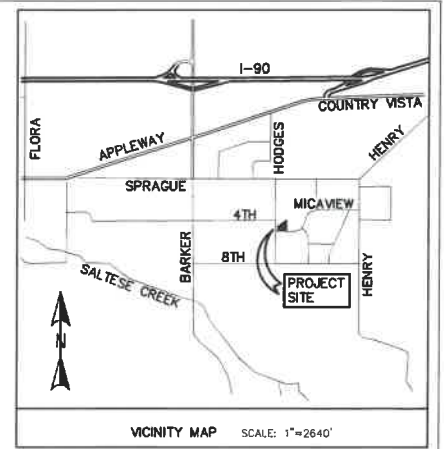 I-90
COUNTRY VISTA
FLORA
APPLEWAY
HODGES
HENRY
SPRAGUE
MICAVIEW
4TH
BARKER
8TH
SALTESE CREEK
PROJECT
SITE
HENRY
N
VICINITY MAP SCALE: 1"=2640'